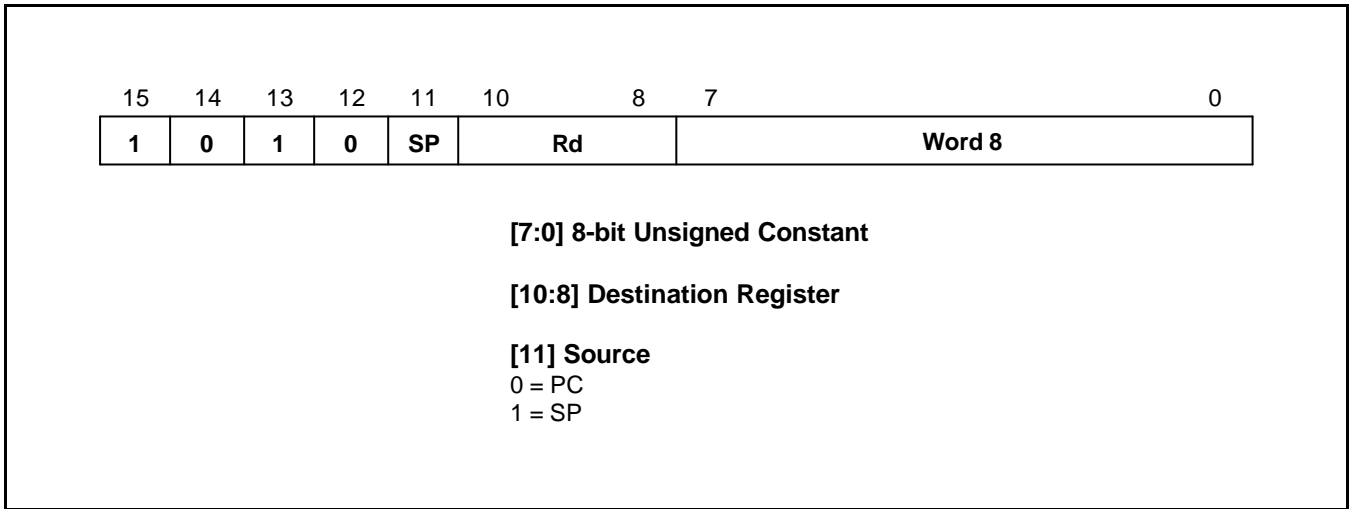 15 14 13 12 11 10 8 7 0
1 0 1 0 SP Rd Word 8
[7:0] 8-bit Unsigned Constant
[10:8] Destination Register
[11] Source
0 = PC
1 = SP